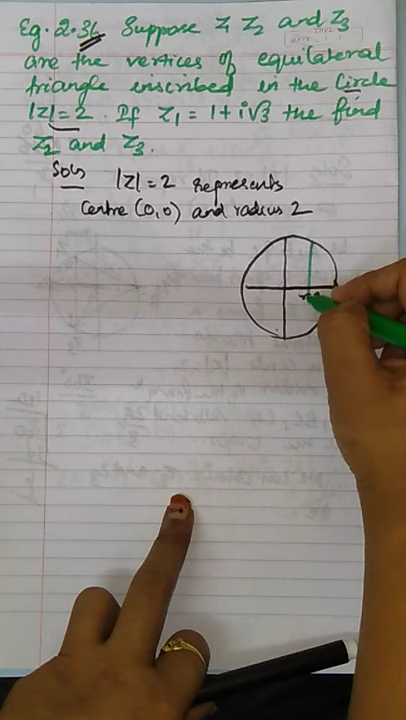 Eg. 2.36 Suppose Z1 Z2 and Z3
are the vertices of equilateral
triangle inscribed in the Circle
|Z|=2. If Z1 = 1+i√3 the find
Z2 and Z3.
Soln |Z|=2 represents
Centre (0,0) and radius 2